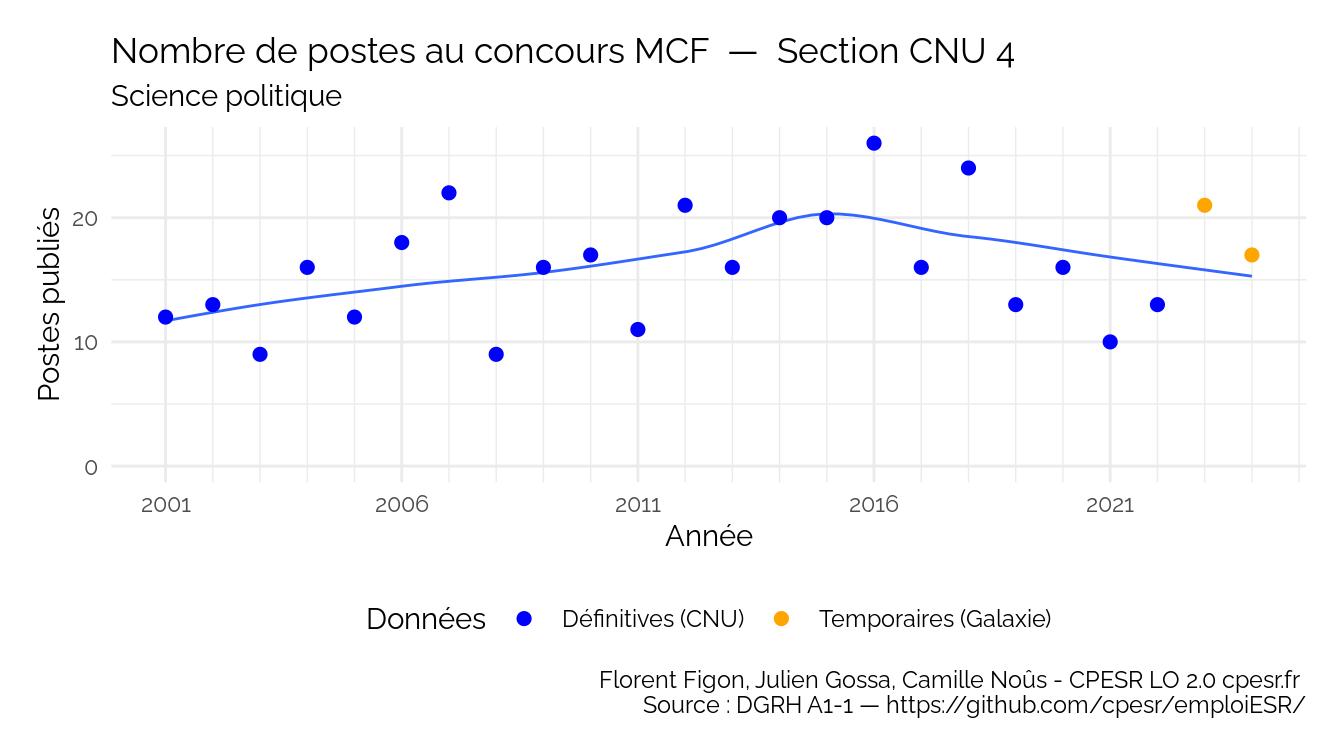 Nombre de postes au concours MCF — Section CNU 4
Science politique
Postes publiés
20
10
0
2001 2006 2011 2016 2021
Année
Données Définitives (CNU) Temporaires (Galaxie)
Florent Figon, Julien Gossa, Camille Noûs - CPESR LO 2.0 cpesr.fr
Source : DGRH A1-1 — https://github.com/cpesr/emploiESR/